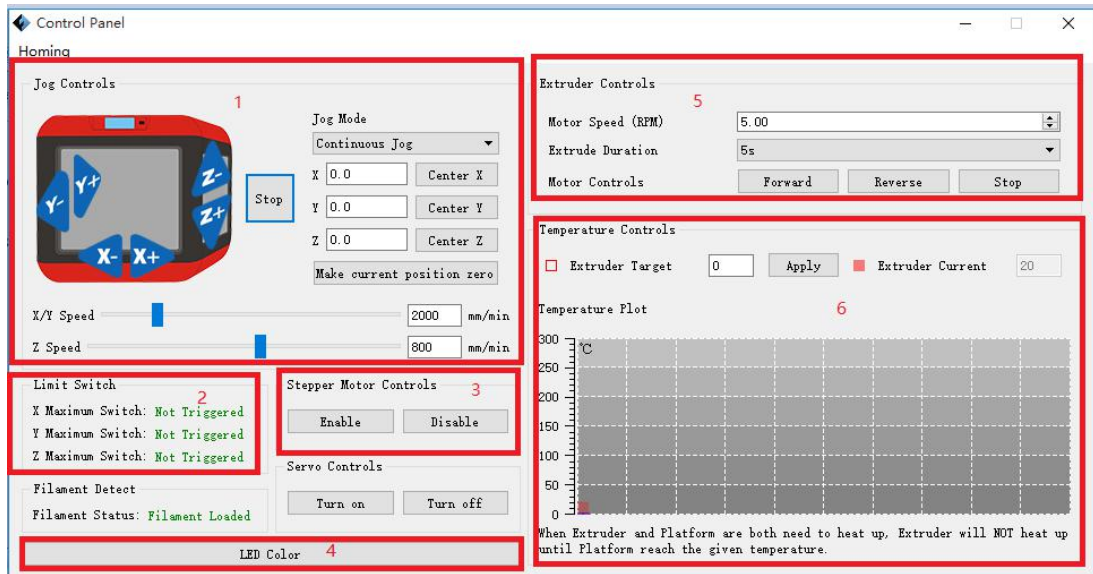 Control Panel
Homing
Jog Controls
1
Y-
Y+
Z-
Z+
X-
X+
Stop
Jog Mode
Continuous Jog
X 0.0 Center X
Y 0.0 Center Y
Z 0.0 Center Z
Make current position zero
X/Y Speed 2000 mm/min
Z Speed 800 mm/min
Limit Switch
2
X Maximum Switch: Not Triggered
Y Maximum Switch: Not Triggered
Z Maximum Switch: Not Triggered
Stepper Motor Controls
3
Enable Disable
Servo Controls
Turn on Turn off
Filament Detect
Filament Status: Filament Loaded
LED Color 4
Extruder Controls
5
Motor Speed (RPM) 5.00
Extrude Duration 5s
Motor Controls Forward Reverse Stop
Temperature Controls
Extruder Target 0 Apply Extruder Current 20
6
Temperature Plot
℃
300
250
200
150
100
50
0
When Extruder and Platform are both need to heat up, Extruder will NOT heat up
until Platform reach the given temperature.